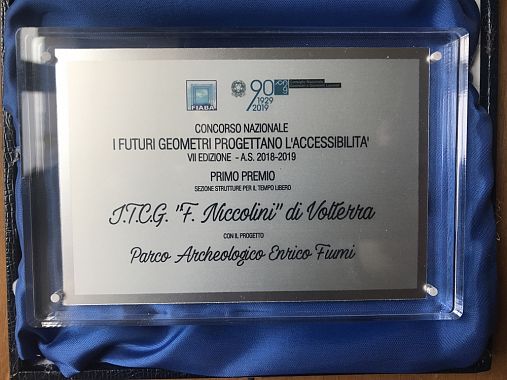 FIABA
90
1929
2019
CONCORSO NAZIONALE
I FUTURI GEOMETRI PROGETTANO L'ACCESSIBILITA'
VII EDIZIONE - A.S. 2018-2019
PRIMO PREMIO
SEZIONE STRUTTURE PER IL TEMPO LIBERO
I.T.C.G. "F. Niccolini" di Volterra
CON IL PROGETTO
Parco Archeologico Enrico Fiumi